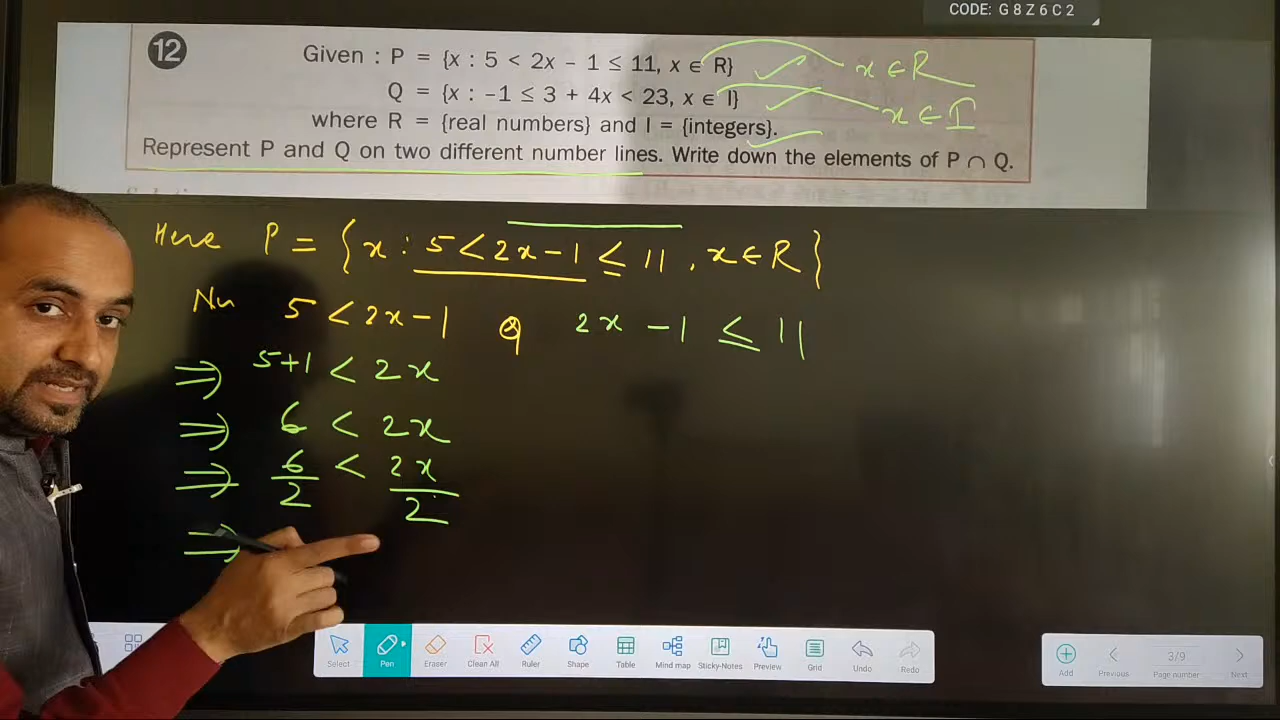 CODE: G 8 Z 6 C 2
12 Given : P = {x : 5 < 2x − 1 ≤ 11, x ∈ R} x ∈ R
Q = {x : −1 ≤ 3 + 4x < 23, x ∈ I} x ∈ I
where R = {real numbers} and I = {integers}.
Represent P and Q on two different number lines. Write down the elements of P ∩ Q.
Here P = { x : 5 < 2x − 1 ≤ 11 , x ∈ R }
5 < 2x − 1 & 2x − 1 ≤ 11
⇒ 5+1 < 2x
⇒ 6 < 2x
⇒ 6/2 < 2x/2
⇒
Select Pen Eraser Clean All Ruler Shape Table Mind map Sticky-Notes Preview Grid Undo Redo
Add Previous 3/9 Page number Next